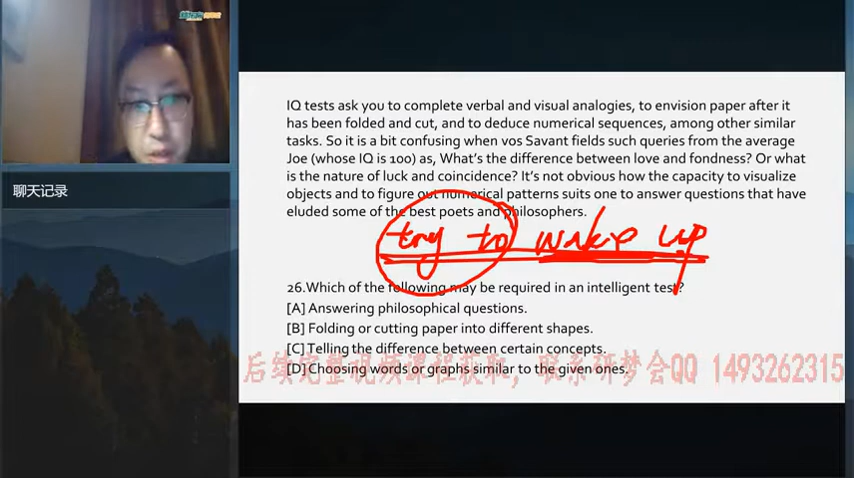 聊天记录
IQ tests ask you to complete verbal and visual analogies, to envision paper after it
has been folded and cut, and to deduce numerical sequences, among other similar
tasks. So it is a bit confusing when vos Savant fields such queries from the average
Joe (whose IQ is 100) as, What's the difference between love and fondness? Or what
is the nature of luck and coincidence? It's not obvious how the capacity to visualize
objects and to figure out numerical patterns suits one to answer questions that have
eluded some of the best poets and philosophers.
try to wake up
26.Which of the following may be required in an intelligent test?
[A] Answering philosophical questions.
[B] Folding or cutting paper into different shapes.
[C] Telling the difference between certain concepts.
后续完整视频课程获取，联系研梦会QQ 1493262315
[D] Choosing words or graphs similar to the given ones.